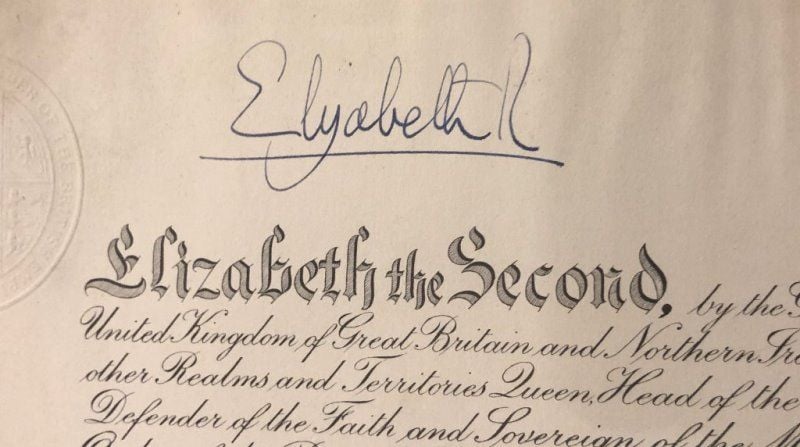 Elizabeth R
Elizabeth the Second, by the
United Kingdom of Great Britain and Northern Ire
other Realms and Territories Queen, Head of the
Defender of the Faith and Sovereign of the M